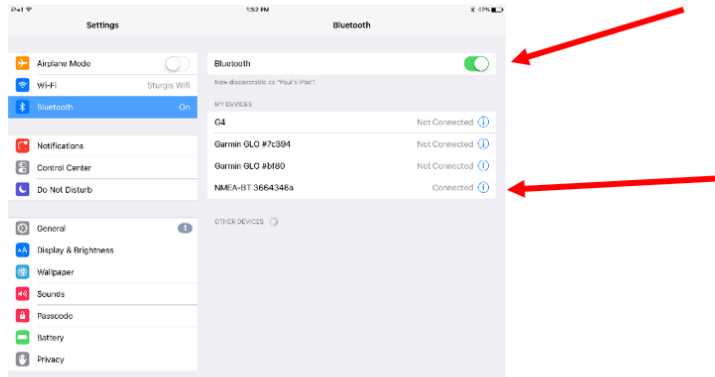 iPad 1:52 PM 42%
Settings Bluetooth
Airplane Mode
Wi-Fi Sturgis Wifi
Bluetooth On
Notifications
Control Center
Do Not Disturb
General 1
Display & Brightness
Wallpaper
Sounds
Passcode
Battery
Privacy
Bluetooth
Now discoverable as "Paul's iPad".
MY DEVICES
G4 Not Connected
Garmin GLO #7c394 Not Connected
Garmin GLO #bf480 Not Connected
NMEA-BT 3664346a Connected
OTHER DEVICES